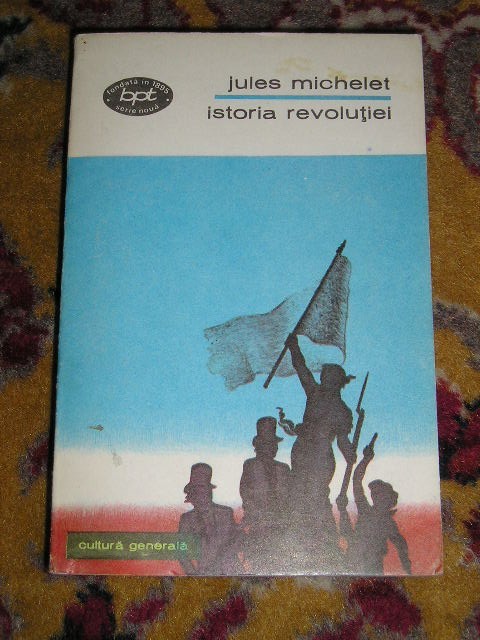 fondată în 1895
bpt
serie nouă
jules michelet
istoria revoluţiei
cultură generală